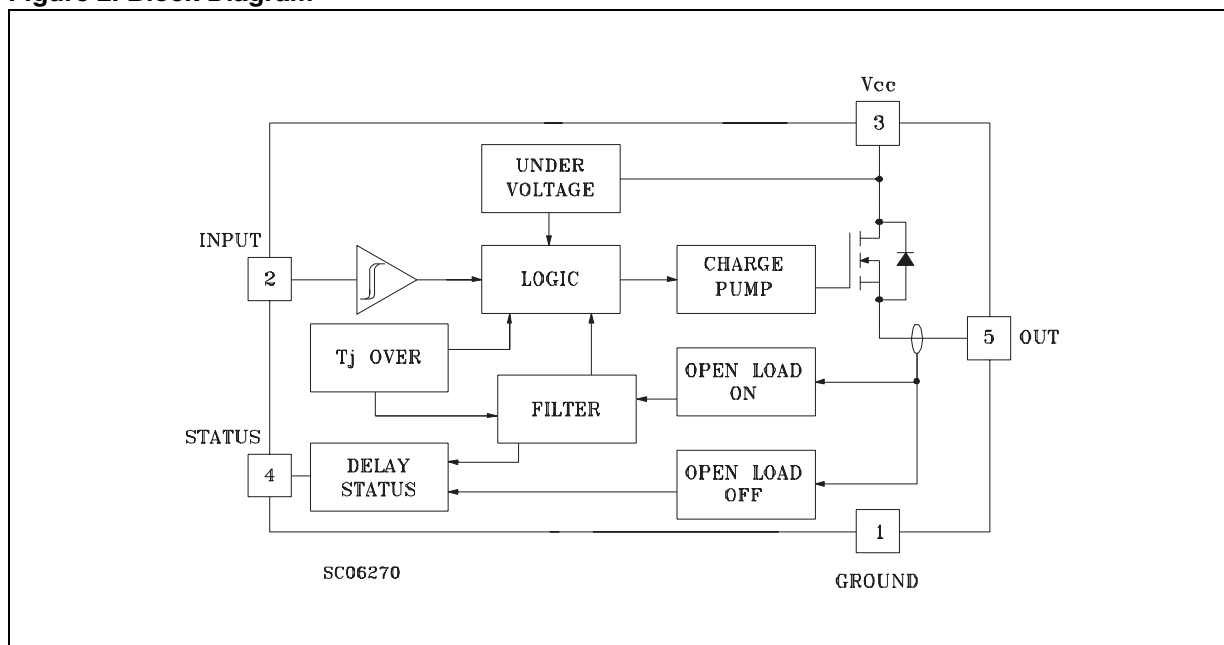 Figure 2. Block Diagram
Vcc
3
UNDER
VOLTAGE
INPUT
2
LOGIC
CHARGE
PUMP
5
OUT
Tj OVER
OPEN LOAD
ON
FILTER
STATUS
4
DELAY
STATUS
OPEN LOAD
OFF
1
SC06270
GROUND